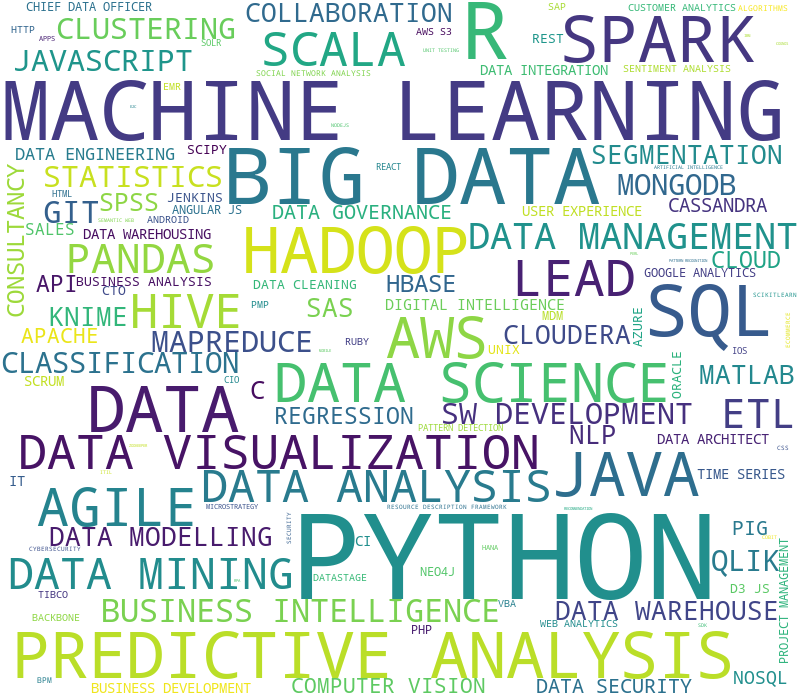 CHIEF DATA OFFICER
COLLABORATION
R
SAP
CUSTOMER ANALYTICS
ALGORITHMS
HTTP
CLUSTERING
AWS S3
REST
SPARK
APPS
SOLR
SCALA
UNIT TESTING
JAVASCRIPT
SOCIAL NETWORK ANALYSIS
DATA INTEGRATION
SENTIMENT ANALYSIS
EMR
MACHINE LEARNING
NODEJS
DATA ENGINEERING
SCIPY
BIG DATA
SEGMENTATION
REACT
ARTIFICIAL INTELLIGENCE
CONSULTANCY
STATISTICS
MONGODB
HTML
SPSS
JENKINS
CASSANDRA
GIT
ANGULAR JS
DATA GOVERNANCE
USER EXPERIENCE
SEMANTIC WEB
ANDROID
SALES
DATA WAREHOUSING
HADOOP
DATA MANAGEMENT
PANDAS
CLOUD
PATTERN RECOGNITION
API
BUSINESS ANALYSIS
DATA CLEANING
HBASE
LEAD
GOOGLE ANALYTICS
CTO
SCIKITLEARN
KNIME
HIVE
PMP
SAS
DIGITAL INTELLIGENCE
SQL
MDM
AZURE
ECOMMERCE
APACHE
MAPREDUCE
RUBY
AWS
CLOUDERA
UNIX
IOS
CLASSIFICATION
ORACLE
SCRUM
CIO
C
DATA SCIENCE
MATLAB
DATA
REGRESSION
SW DEVELOPMENT
ETL
PATTERN DETECTION
NLP
DATA ARCHITECT
DATA VISUALIZATION
CSS
IT
DATA ANALYSIS
JAVA
TIME SERIES
AGILE
MICROSTRATEGY
RESOURCE DESCRIPTION FRAMEWORK
SECURITY
DATA MODELLING
PYTHON
CI
PIG
CYBERSECURITY
HANA
QLIK
PROJECT MANAGEMENT
DATA MINING
DATASTAGE
NEO4J
D3 JS
TIBCO
BACKBONE
BUSINESS INTELLIGENCE
VBA
DATA WAREHOUSE
PHP
WEB ANALYTICS
PREDICTIVE ANALYSIS
BPM
BUSINESS DEVELOPMENT
COMPUTER VISION
DATA SECURITY
NOSQL